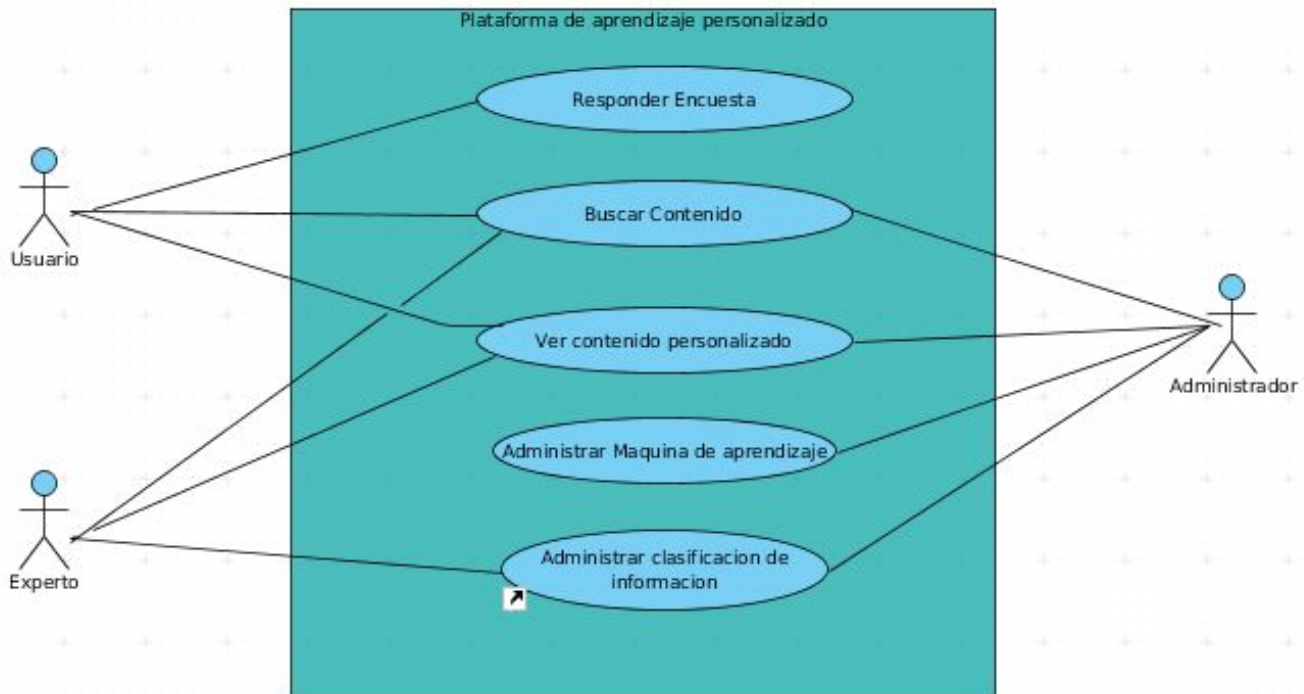 Plataforma de aprendizaje personalizado
Responder Encuesta
Buscar Contenido
Usuario
Ver contenido personalizado
Administrador
Administrar Maquina de aprendizaje
Experto
Administrar clasificacion de
informacion